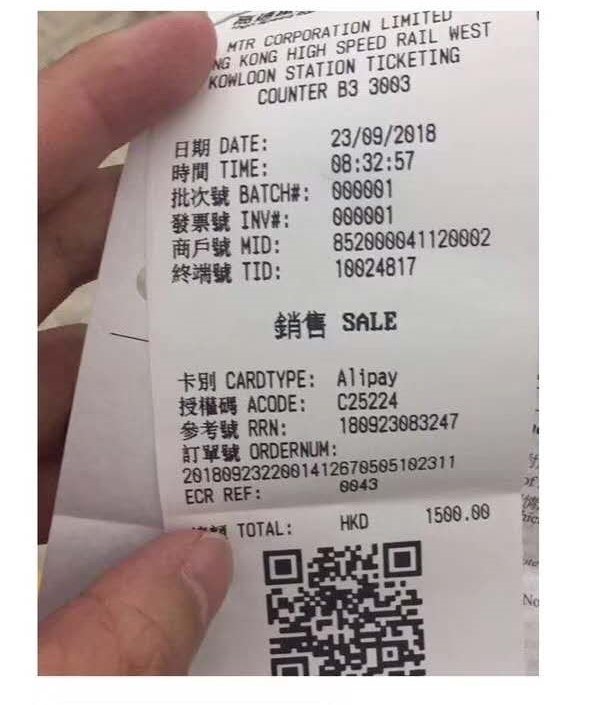 MTR CORPORATION LIMITED
NG KONG HIGH SPEED RAIL WEST
KOWLOON STATION TICKETING
COUNTER B3 3003
日期 DATE: 23/09/2018
時間 TIME: 08:32:57
批次號 BATCH#: 000001
發票號 INV#: 000001
商戶號 MID: 852000041120002
終端號 TID: 10024817
銷售 SALE
卡別 CARDTYPE: Alipay
授權碼 ACODE: C25224
參考號 RRN: 180923083247
訂單號 ORDERNUM:
2018092322001412670505102311
ECR REF: 0043
TOTAL: HKD 1500.00
No